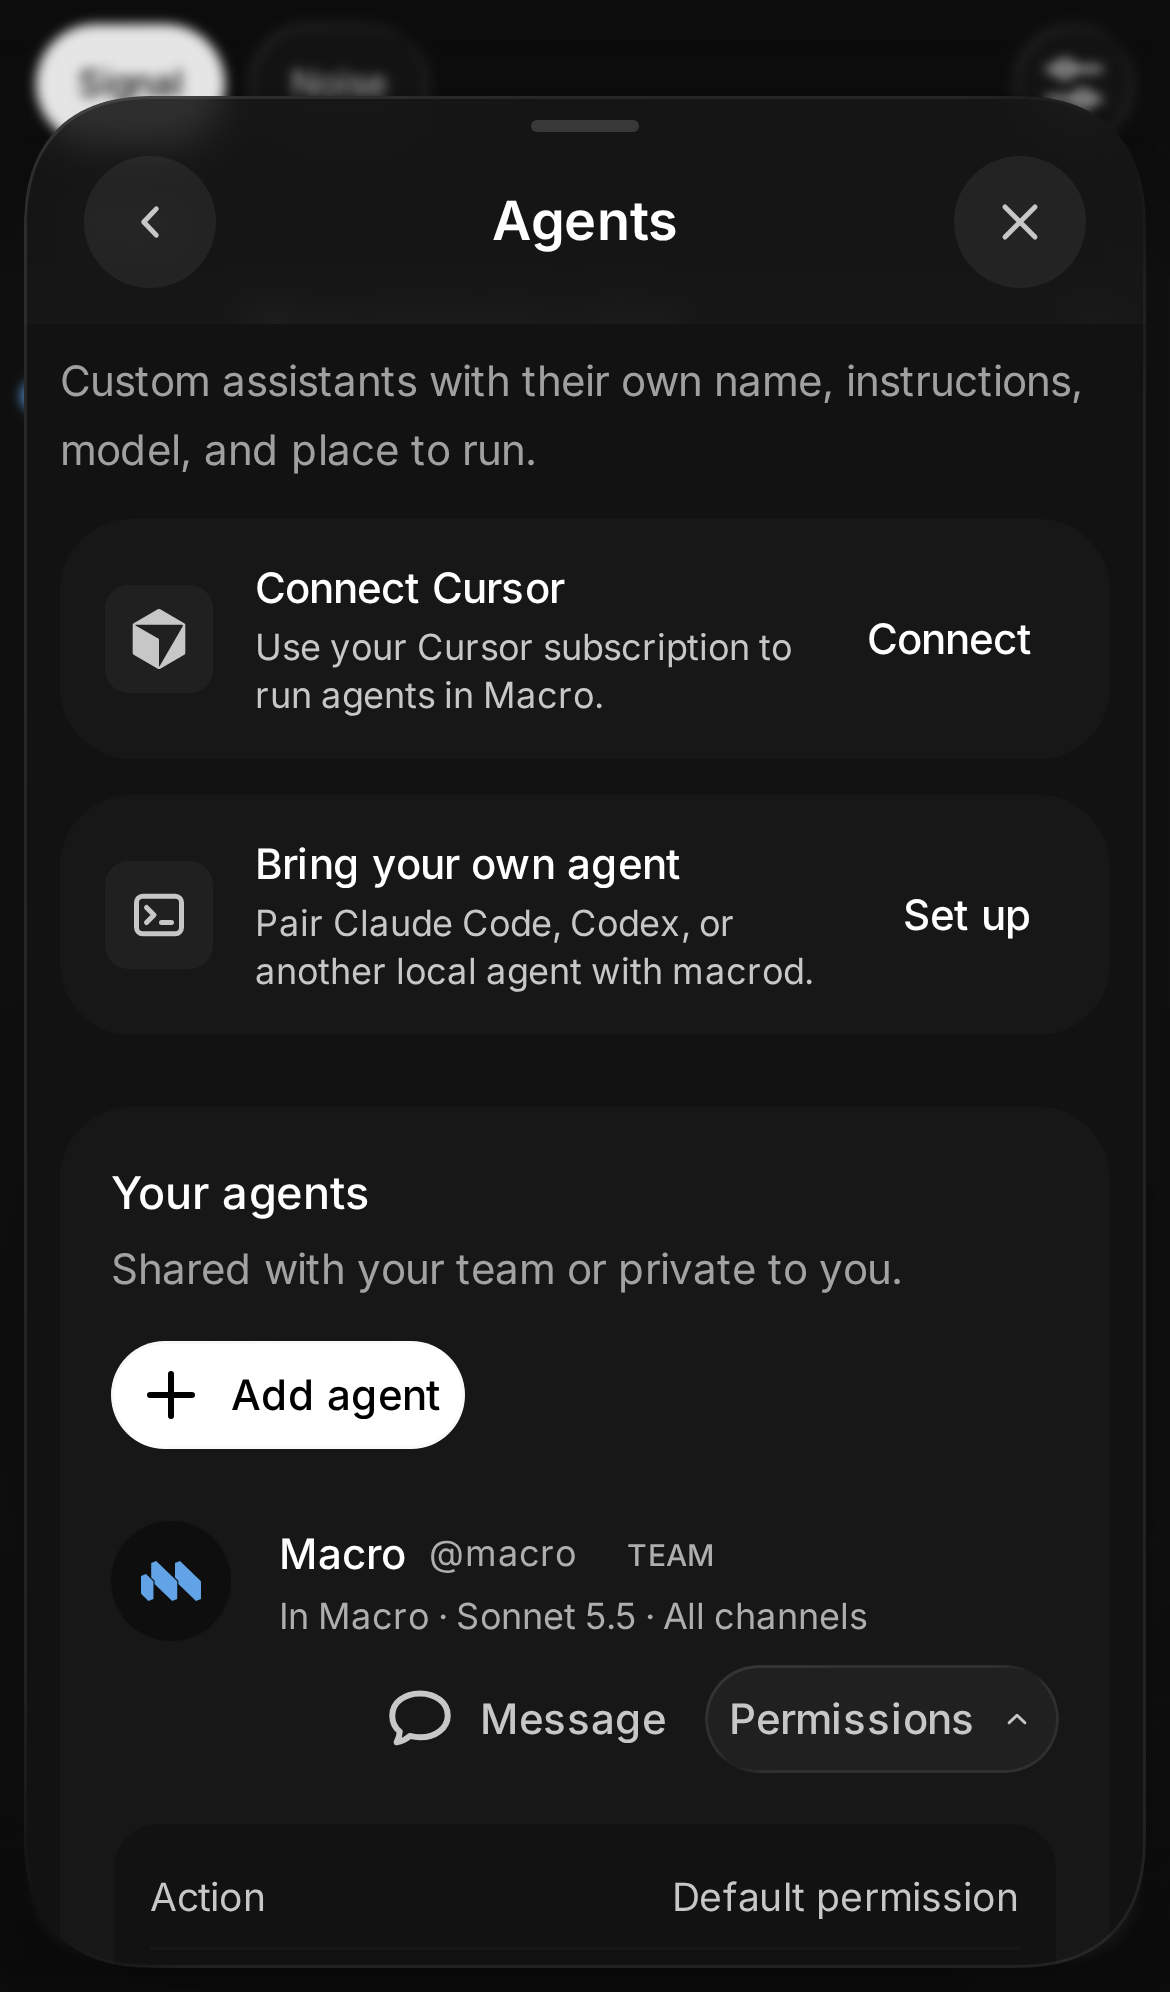 Signal
Noise
Agents
Custom assistants with their own name, instructions,
model, and place to run.
Connect Cursor
Use your Cursor subscription to
run agents in Macro.
Connect
Bring your own agent
Pair Claude Code, Codex, or
another local agent with macrod.
Set up
Your agents
Shared with your team or private to you.
Add agent
Macro @macro TEAM
In Macro · Sonnet 5.5 · All channels
Message
Permissions
Action
Default permission